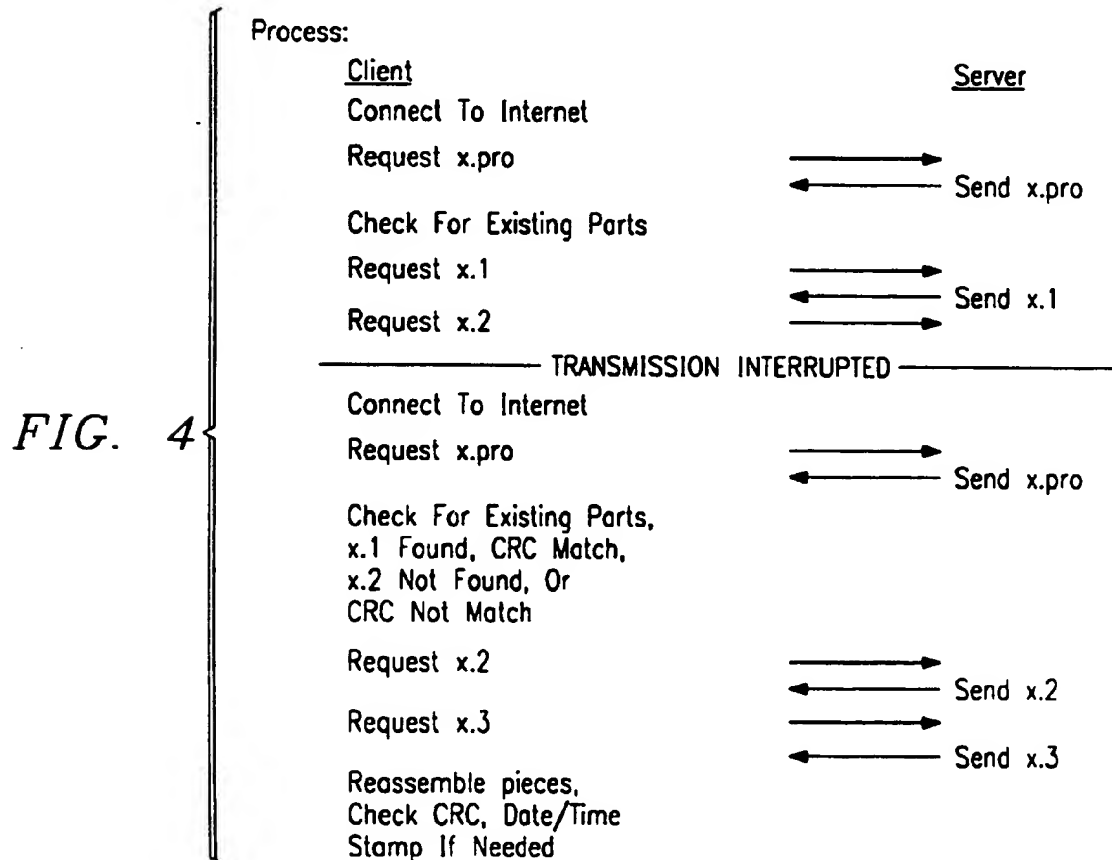 Process:
Client Server
Connect To Internet
Request x.pro
Send x.pro
Check For Existing Parts
Request x.1
Send x.1
Request x.2
TRANSMISSION INTERRUPTED
FIG. 4
Connect To Internet
Request x.pro
Send x.pro
Check For Existing Parts,
x.1 Found, CRC Match,
x.2 Not Found, Or
CRC Not Match
Request x.2
Send x.2
Request x.3
Send x.3
Reassemble pieces,
Check CRC, Date/Time
Stamp If Needed